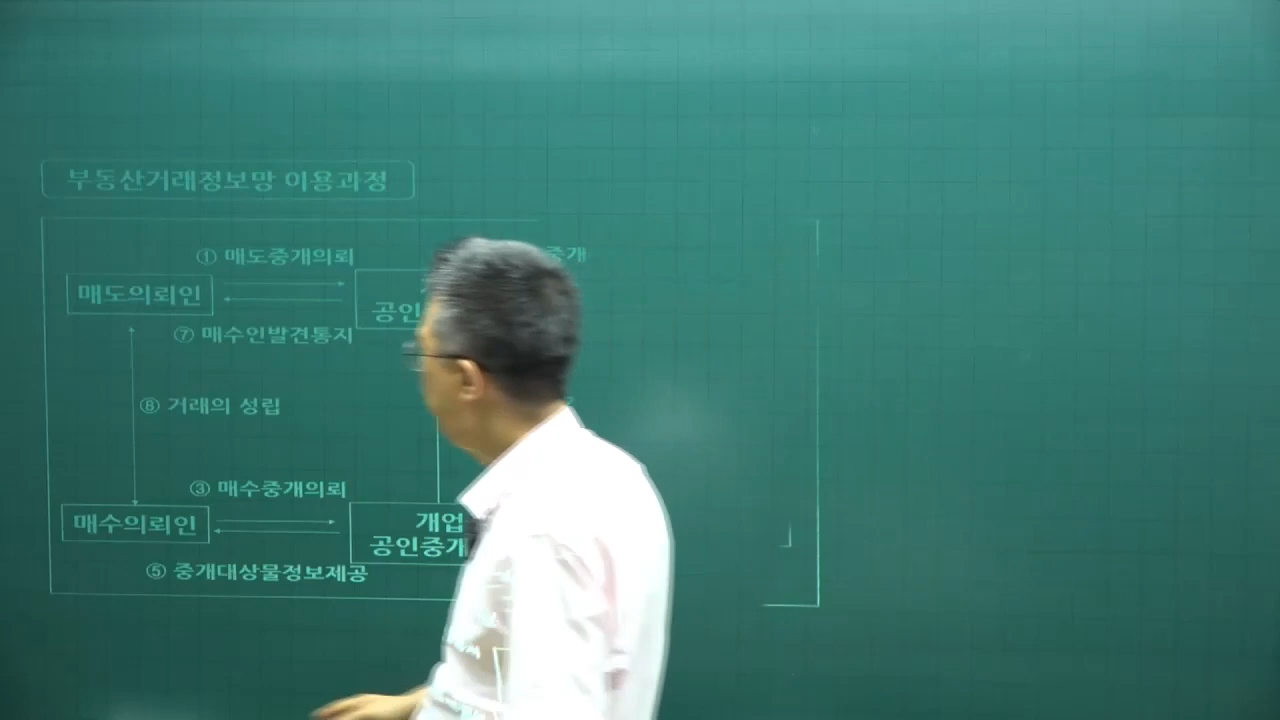 부동산거래정보망 이용과정
① 매도중개의뢰
중개
매도의뢰인
공인
⑦ 매수인발견통지
⑧ 거래의 성립
③ 매수중개의뢰
매수의뢰인
개업
공인중개
⑤ 중개대상물정보제공